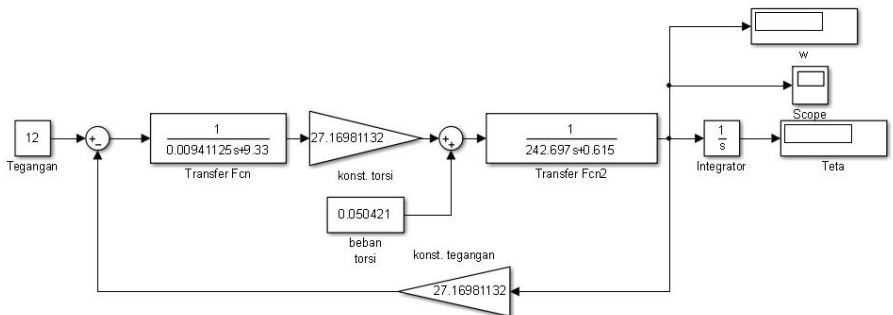 w
Scope
12
Tegangan
+
−
1
0.00941125s+9.33
Transfer Fcn
27.16981132
konst. torsi
+
+
1
242.697s+0.615
Transfer Fcn2
1
s
Integrator
Teta
0.050421
beban
torsi
konst. tegangan
27.16981132